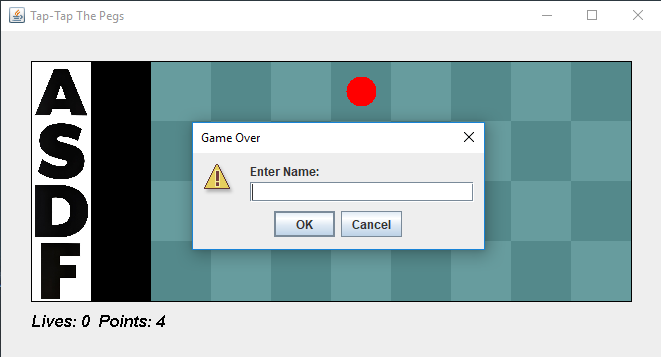 Tap-Tap The Pegs
A
S
D
F
Game Over
Enter Name:
OK Cancel
Lives: 0 Points: 4